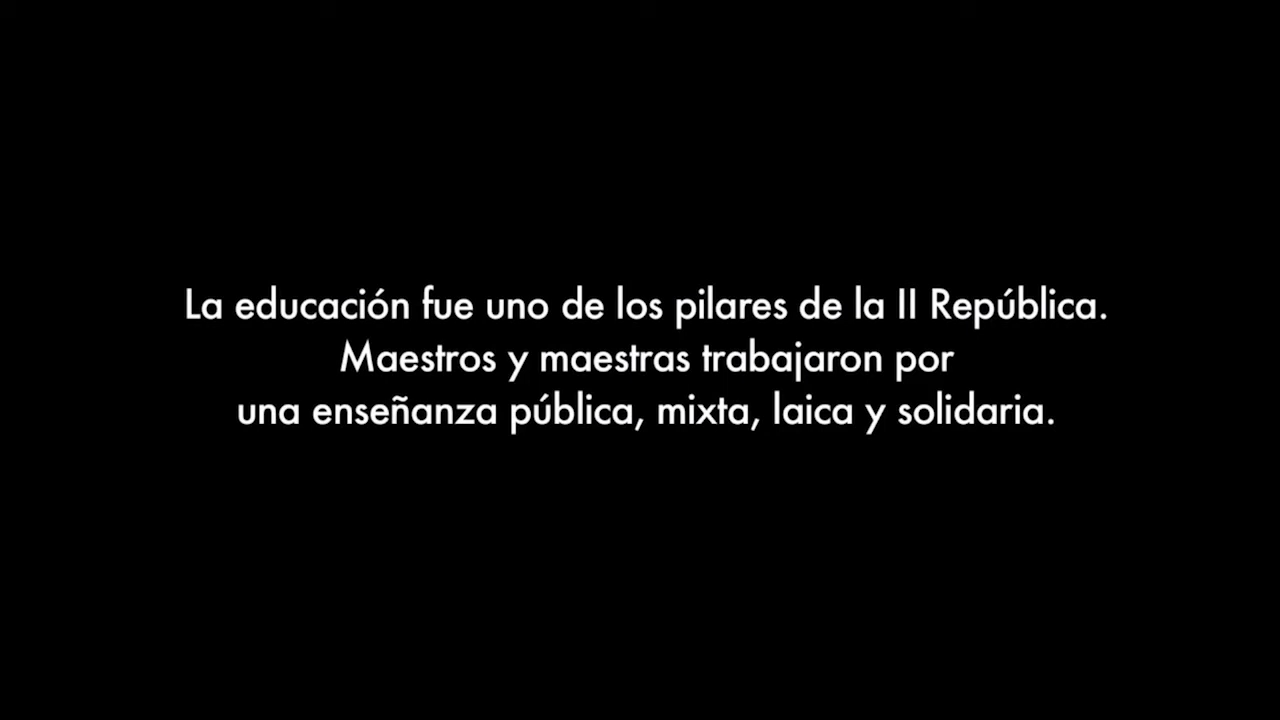 La educación fue uno de los pilares de la II República.
Maestros y maestras trabajaron por
una enseñanza pública, mixta, laica y solidaria.